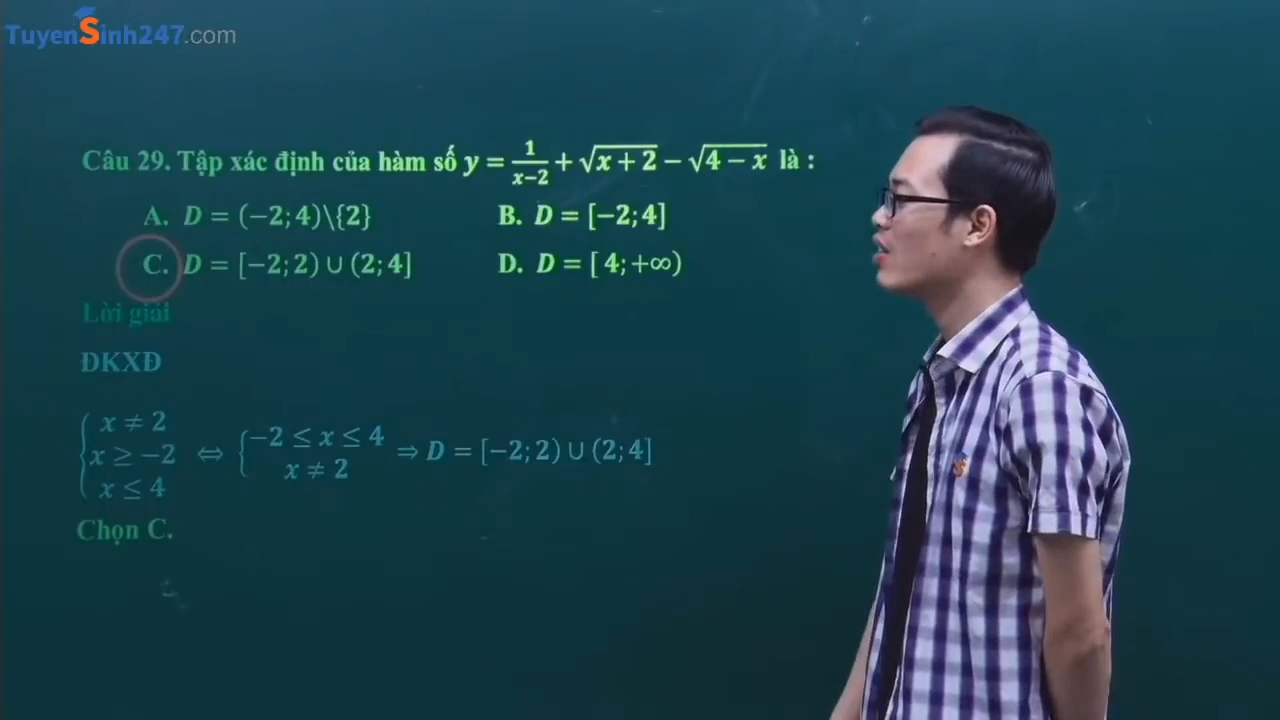 TuyenSinh247.com
Câu 29. Tập xác định của hàm số y = 1/(x−2) + √(x + 2) − √(4 − x) là :
A. D = (−2; 4)\{2} B. D = [−2; 4]
C. D = [−2; 2) ∪ (2; 4] D. D = [ 4; +∞)
Lời giải
ĐKXĐ
{x ≠ 2
x ≥ −2 ⇔ {−2 ≤ x ≤ 4 ⇒ D = [−2; 2) ∪ (2; 4]
x ≤ 4 x ≠ 2
Chọn C.